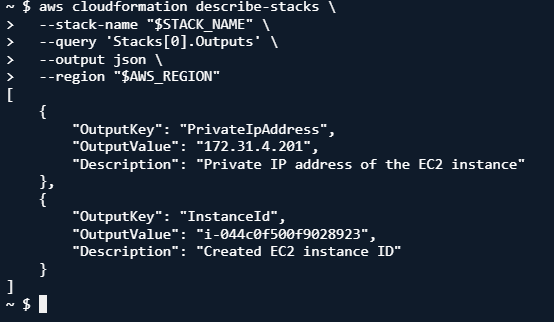 ~ $ aws cloudformation describe-stacks \
>   --stack-name "$STACK_NAME" \
>   --query 'Stacks[0].Outputs' \
>   --output json \
>   --region "$AWS_REGION"
[
    {
        "OutputKey": "PrivateIpAddress",
        "OutputValue": "172.31.4.201",
        "Description": "Private IP address of the EC2 instance"
    },
    {
        "OutputKey": "InstanceId",
        "OutputValue": "i-044c0f500f9028923",
        "Description": "Created EC2 instance ID"
    }
]
~ $